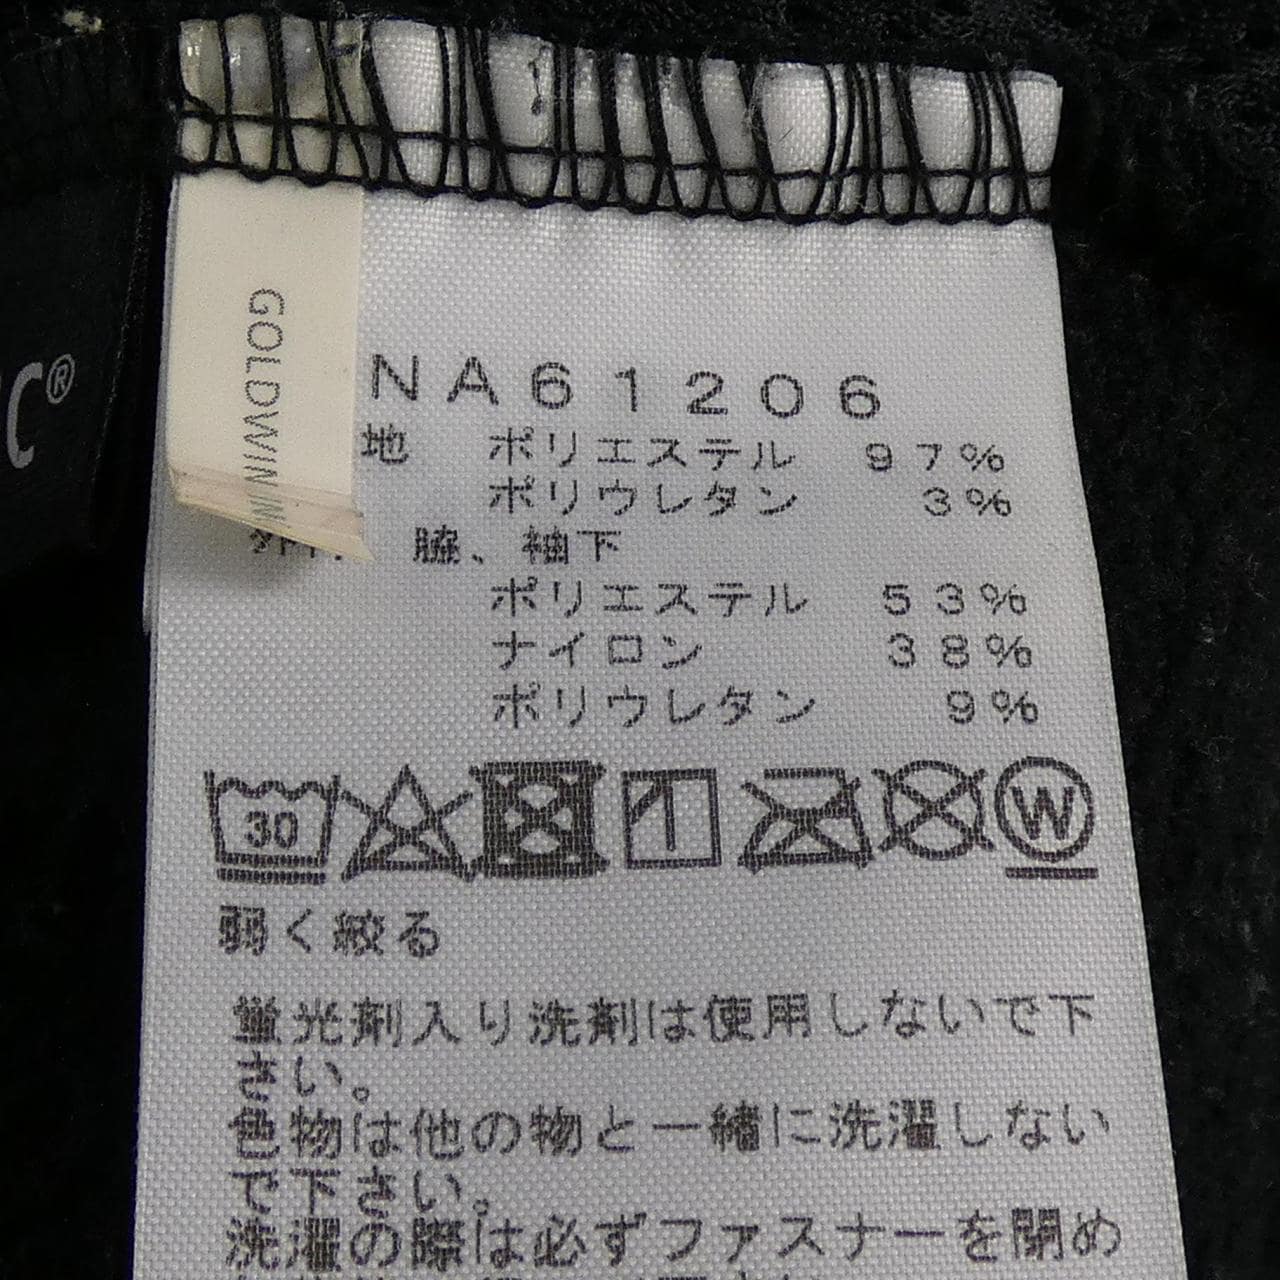 C®
GOLDWIN IN
NA61206
地 ポリエステル 97%
ポリウレタン 3%
脇、袖下
ポリエステル 53%
ナイロン 38%
ポリウレタン 9%
30
W
弱く絞る
蛍光剤入り洗剤は使用しないで下
さい。
色物は他の物と一緒に洗濯しない
で下さい。
洗濯の際は必ずファスナーを閉め